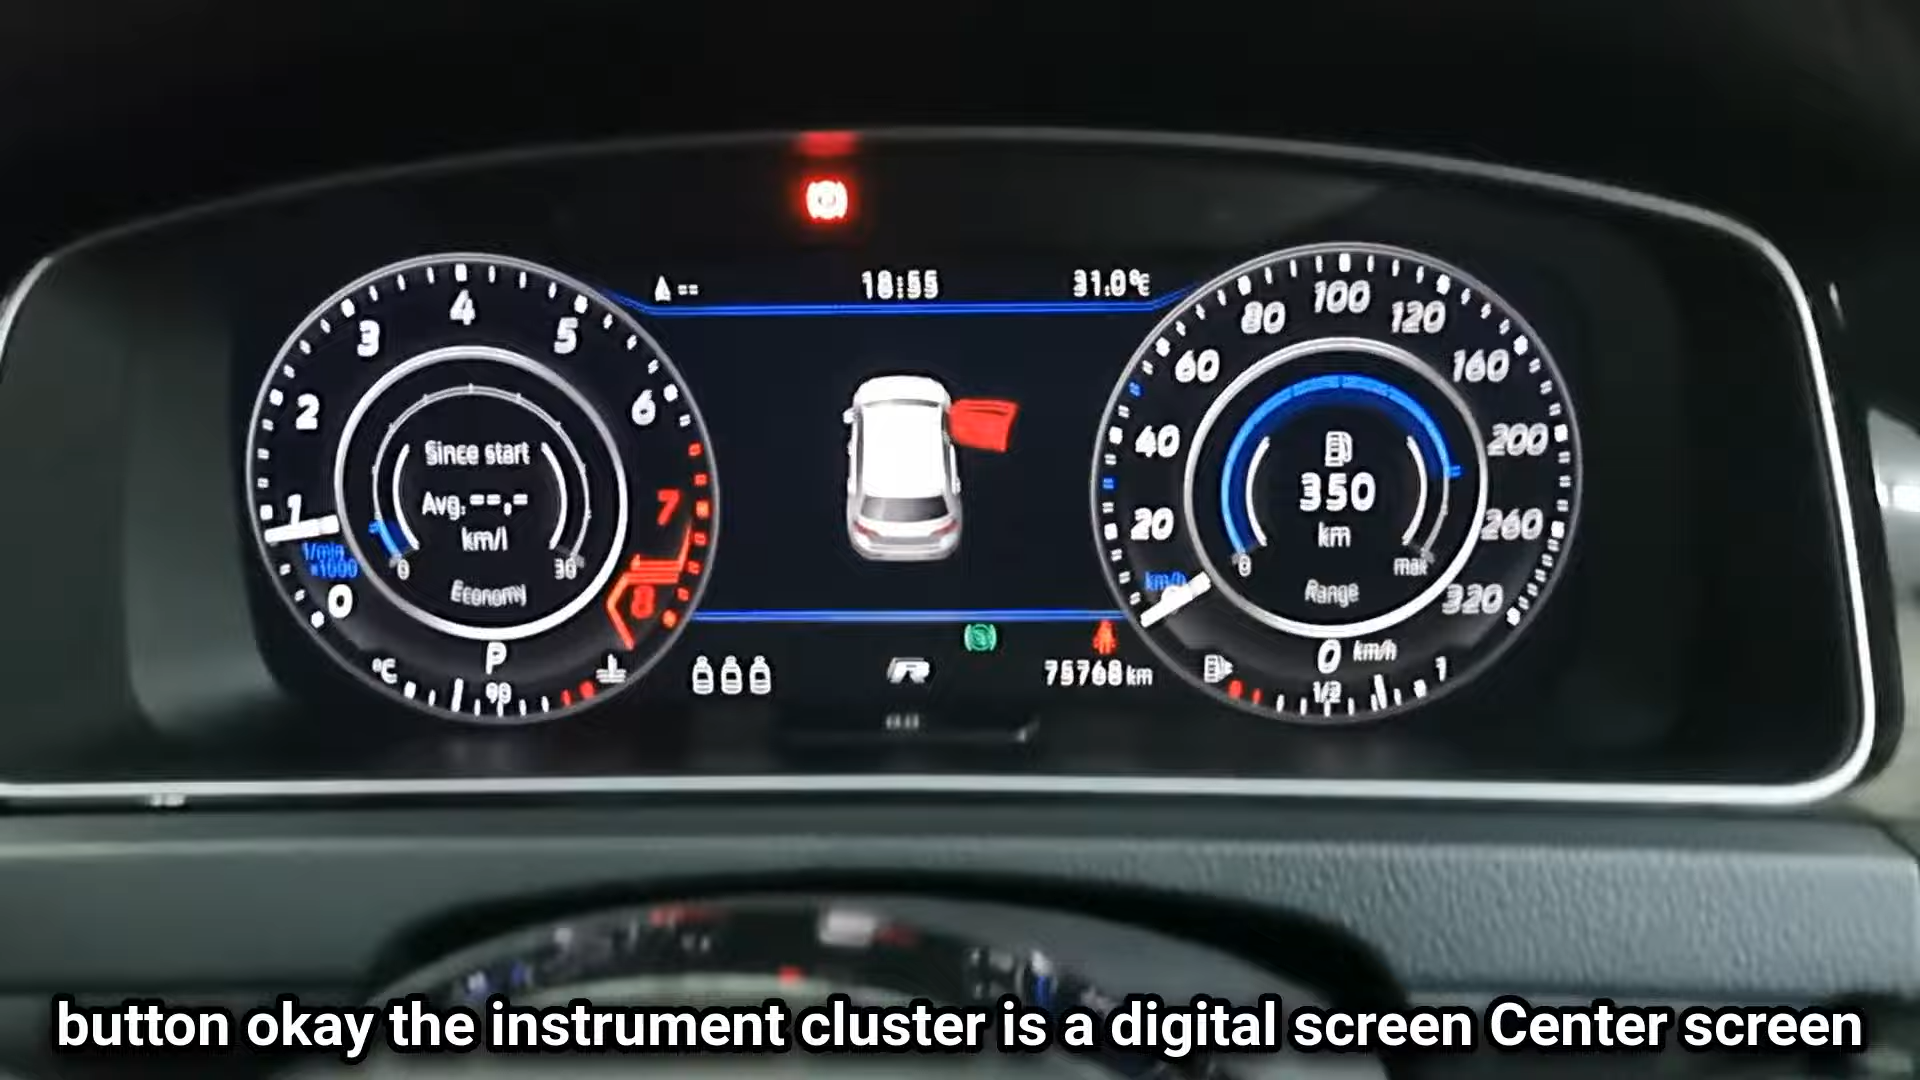 18:55
31.0°C
1
2
3
4
5
6
7
8
0
1/min
x1000
Since start
Avg. --.-
km/l
0
30
Economy
P
°C
90
20
40
60
80
100
120
160
200
260
320
km/h
350
km
0
max
Range
0 km/h
1/2
1
R
75768 km
button okay the instrument cluster is a digital screen Center screen